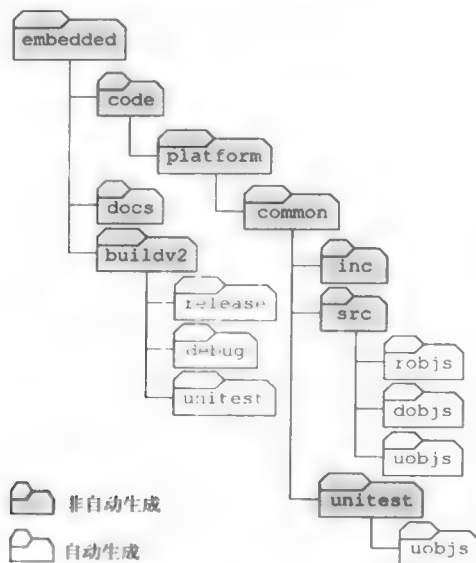 embedded
code
platform
docs
common
buildv2
inc
release
src
debug
robjs
unitest
dobjs
uobjs
unitest
非自动生成
自动生成
uobjs